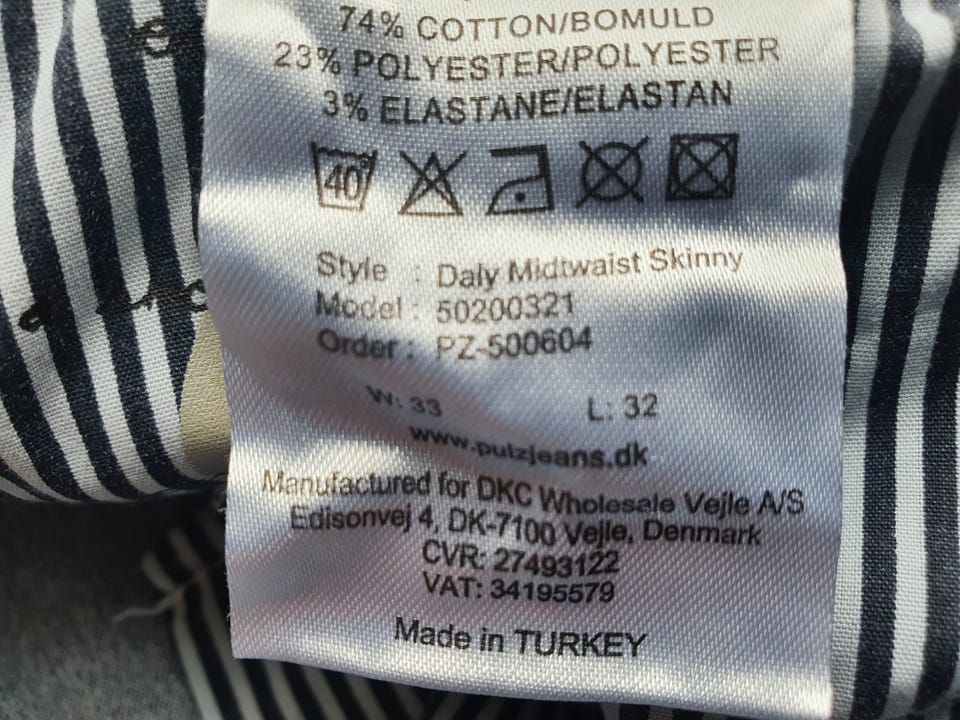 74% COTTON/BOMULD
23% POLYESTER/POLYESTER
3% ELASTANE/ELASTAN
40
Style : Daly Midtwaist Skinny
Model : 50200321
Order : PZ-500604
W: 33 L: 32
www.pulzjeans.dk
Manufactured for DKC Wholesale Vejle A/S
Edisonvej 4, DK-7100 Vejle, Denmark
CVR: 27493122
VAT: 34195579
Made in TURKEY